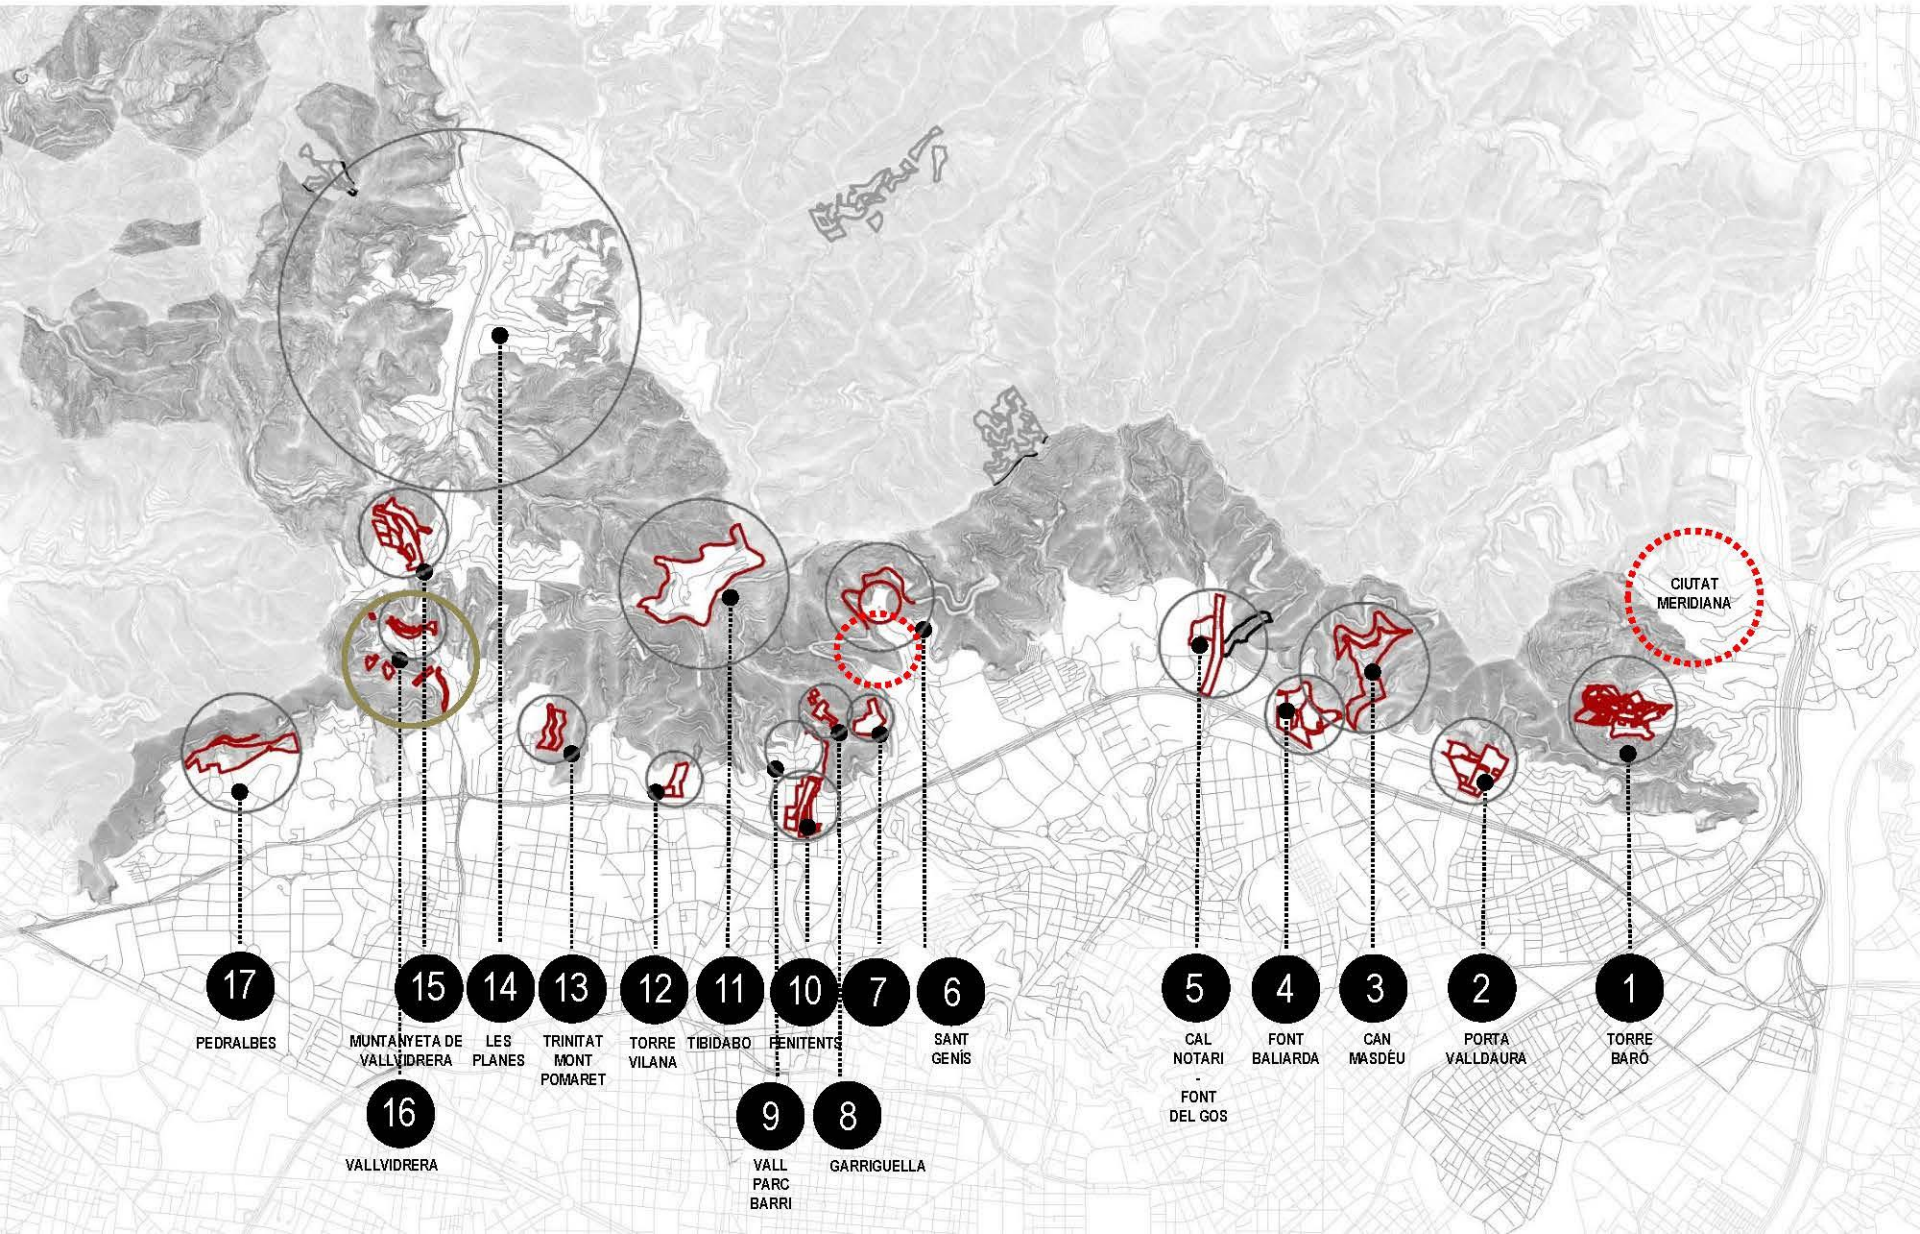 CIUTAT
MERIDIANA
17
PEDRALBES
15
MUNTANYETA DE
VALLVIDRERA
14
LES
PLANES
13
TRINITAT
MONT
POMARET
12
TORRE
VILANA
11
TIBIDABO
10
PENITENTS
7
6
SANT
GENÍS
5
CAL
NOTARI
-
FONT
DEL GOS
4
FONT
BALIARDA
3
CAN
MASDÉU
2
PORTA
VALLDAURA
1
TORRE
BARÓ
16
VALLVIDRERA
9
VALL
PARC
BARRI
8
GARRIGUELLA